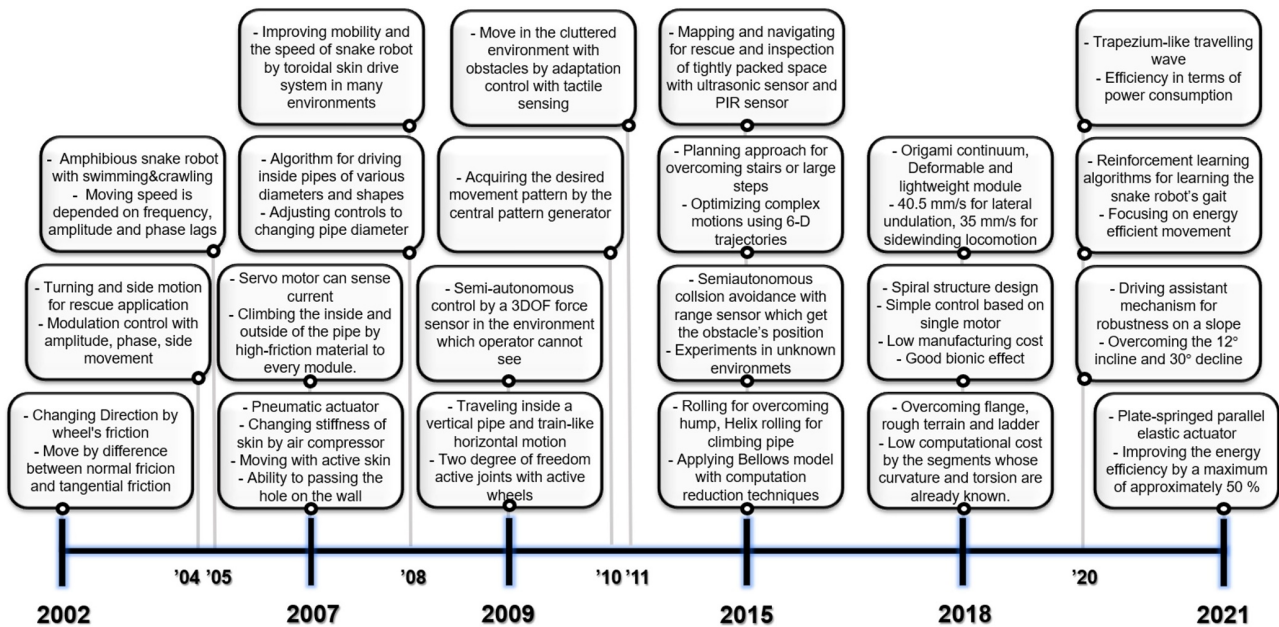 - Improving mobility and
the speed of snake robot
by toroidal skin drive
system in many
environments
- Move in the cluttered
environment with
obstacles by adaptation
control with tactile
sensing
- Mapping and navigating
for rescue and inspection
of tightly packed space
with ultrasonic sensor and
PIR sensor
- Trapezium-like travelling
wave
- Efficiency in terms of
power consumption
- Amphibious snake robot
with swimming&crawling
- Moving speed is
depended on frequency,
amplitude and phase lags
- Algorithm for driving
inside pipes of various
diameters and shapes
- Adjusting controls to
changing pipe diameter
- Acquiring the desired
movement pattern by the
central pattern generator
- Planning approach for
overcoming stairs or large
steps
- Optimizing complex
motions using 6-D
trajectories
- Origami continuum,
Deformable and
lightweight module
- 40.5 mm/s for lateral
undulation, 35 mm/s for
sidewinding locomotion
- Reinforcement learning
algorithms for learning the
snake robot's gait
- Focusing on energy
efficient movement
- Turning and side motion
for rescue application
- Modulation control with
amplitude, phase, side
movement
- Servo motor can sense
current
- Climbing the inside and
outside of the pipe by
high-friction material to
every module.
- Semi-autonomous
control by a 3DOF force
sensor in the environment
which operator cannot
see
- Semiautonomous
collision avoidance with
range sensor which get
the obstacle's position
- Experiments in unknown
environmets
- Spiral structure design
- Simple control based on
single motor
- Low manufacturing cost
- Good bionic effect
- Driving assistant
mechanism for
robustness on a slope
- Overcoming the 12°
incline and 30° decline
- Changing Direction by
wheel's friction
- Move by difference
between normal fricion
and tangential friction
- Pneumatic actuator
- Changing stiffness of
skin by air compressor
- Moving with active skin
- Ability to passing the
hole on the wall
- Traveling inside a
vertical pipe and train-like
horizontal motion
- Two degree of freedom
active joints with active
wheels
- Rolling for overcoming
hump, Helix rolling for
climbing pipe
- Applying Bellows model
with computation
reduction techniques
- Overcoming flange,
rough terrain and ladder
- Low computational cost
by the segments whose
curvature and torsion are
already known.
- Plate-springed parallel
elastic actuator
- Improving the energy
efficiency by a maximum
of approximately 50 %
'04 '05 '08 '10 '11 '20
2002 2007 2009 2015 2018 2021